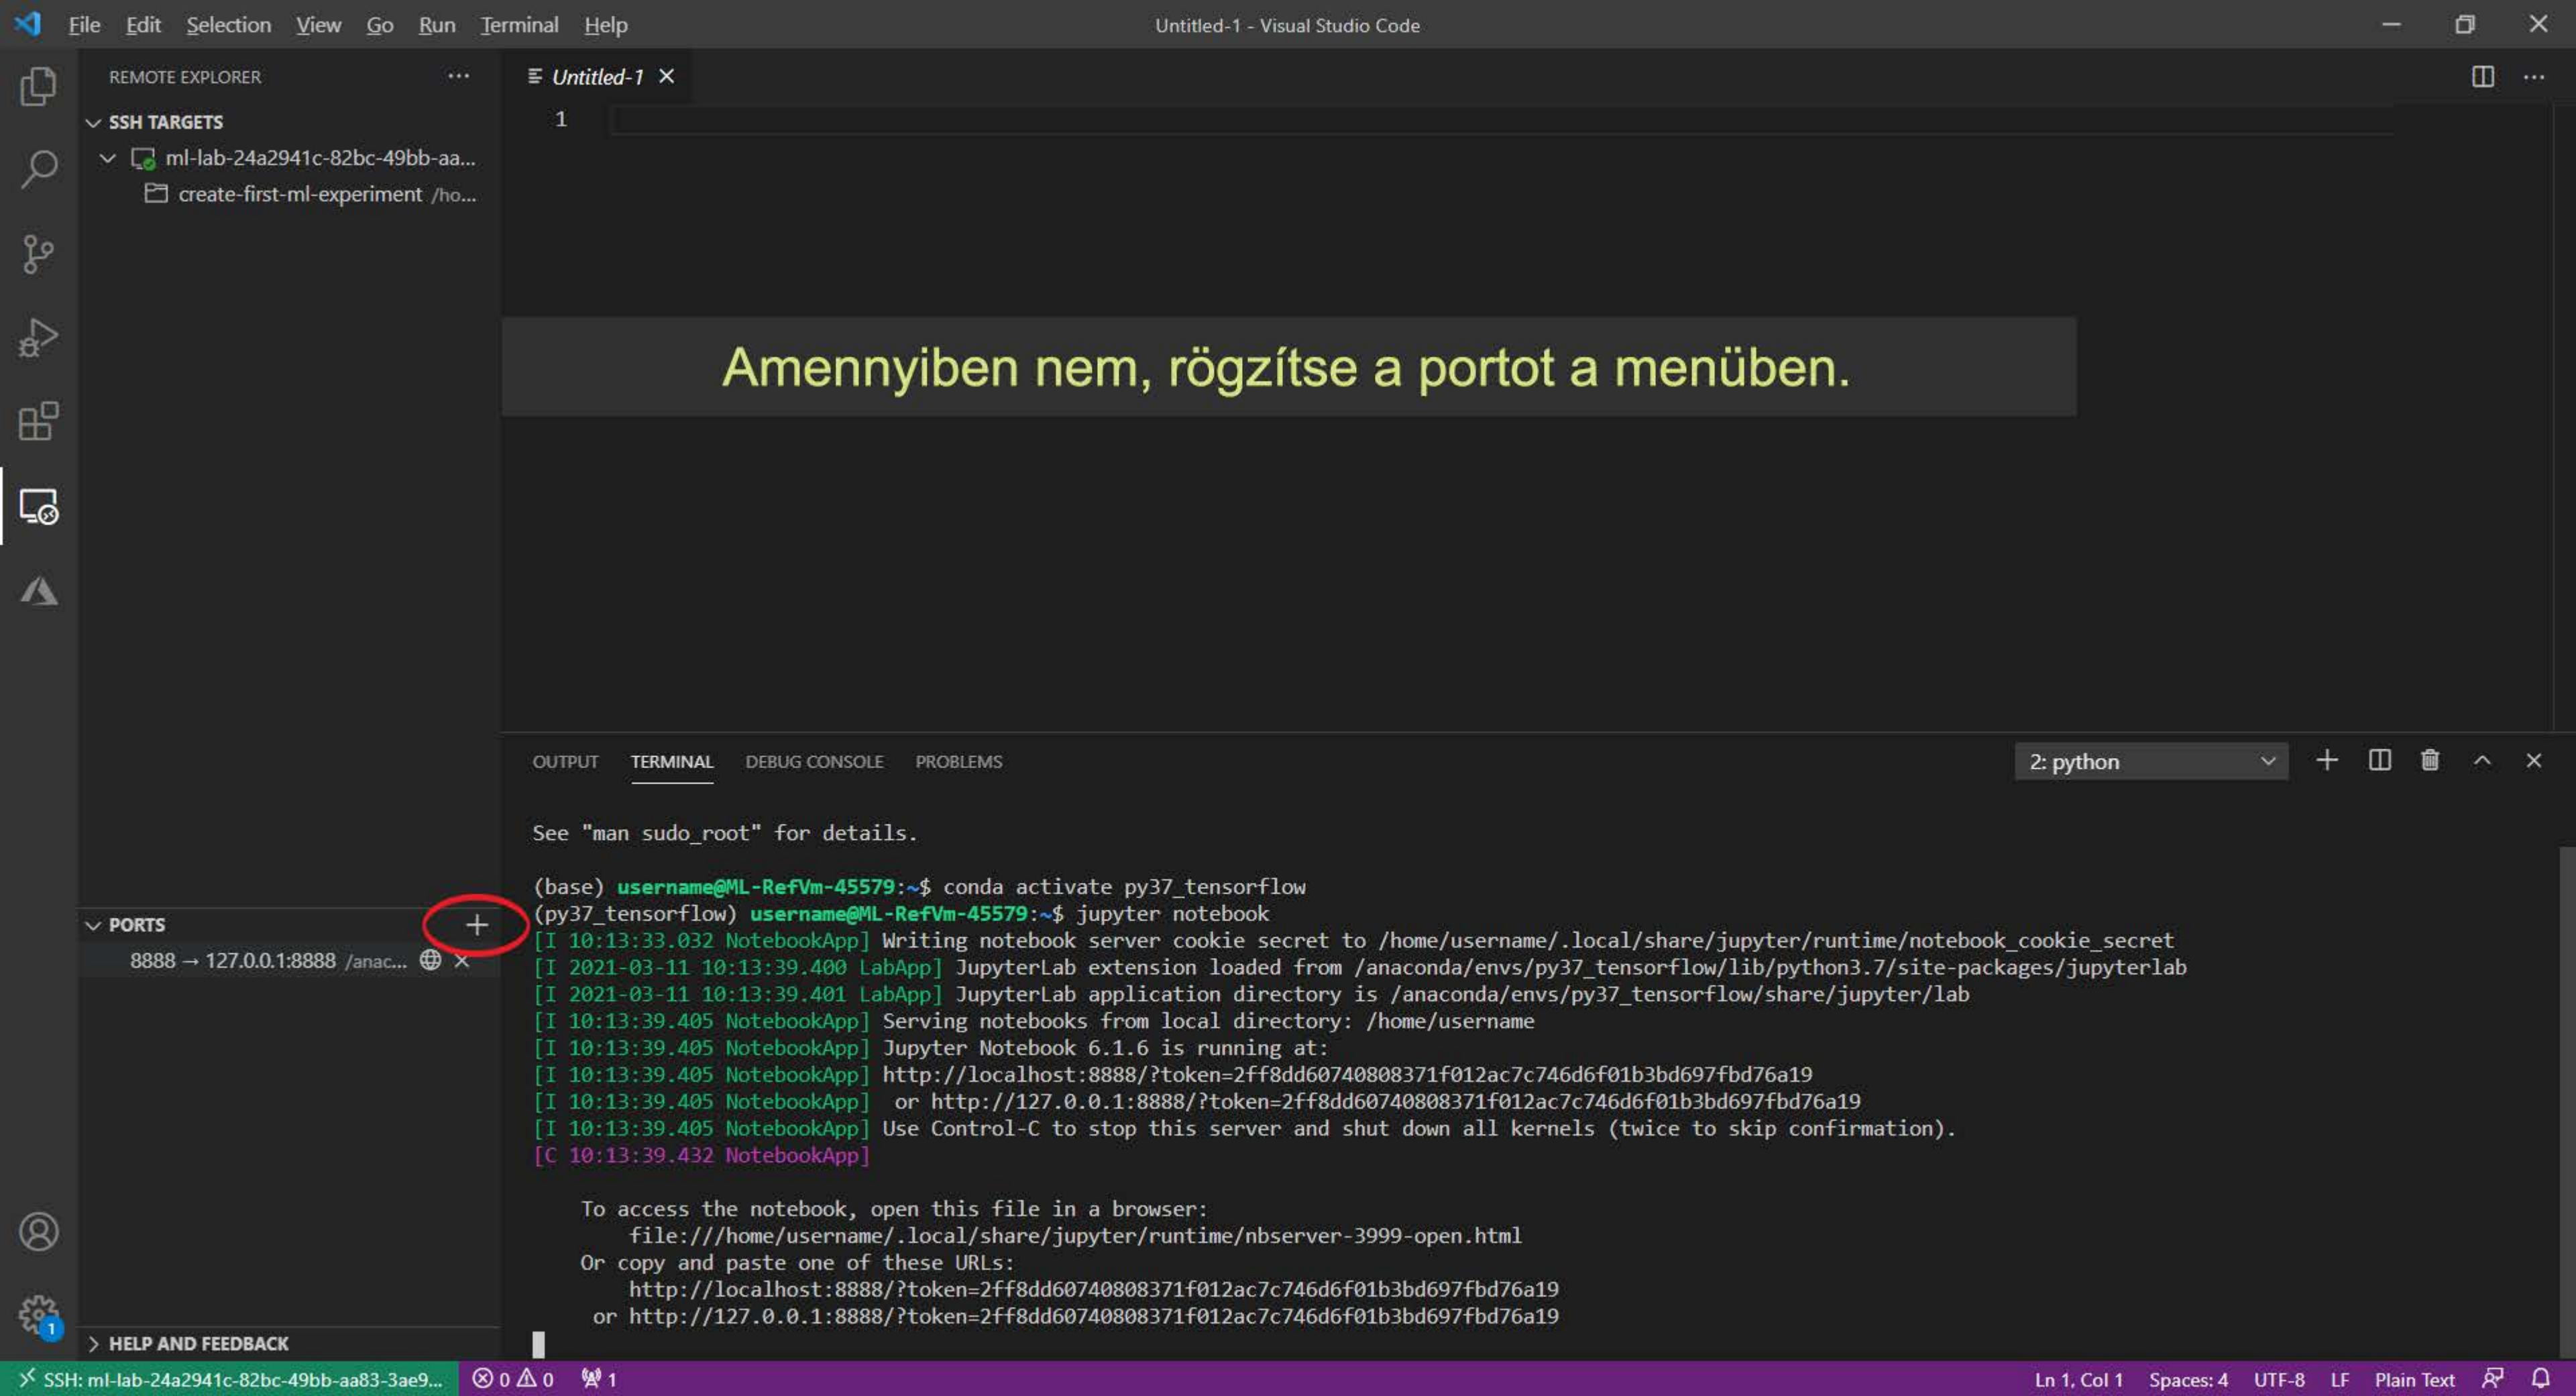 File Edit Selection View Go Run Terminal Help
Untitled-1 - Visual Studio Code
REMOTE EXPLORER
SSH TARGETS
ml-lab-24a2941c-82bc-49bb-aa...
create-first-ml-experiment /ho...
Untitled-1
1
Amennyiben nem, rögzítse a portot a menüben.
OUTPUT TERMINAL DEBUG CONSOLE PROBLEMS
2: python
See "man sudo_root" for details.
(base) username@ML-RefVm-45579:~$ conda activate py37_tensorflow
(py37_tensorflow) username@ML-RefVm-45579:~$ jupyter notebook
[I 10:13:33.032 NotebookApp] Writing notebook server cookie secret to /home/username/.local/share/jupyter/runtime/notebook_cookie_secret
[I 2021-03-11 10:13:39.400 LabApp] JupyterLab extension loaded from /anaconda/envs/py37_tensorflow/lib/python3.7/site-packages/jupyterlab
[I 2021-03-11 10:13:39.401 LabApp] JupyterLab application directory is /anaconda/envs/py37_tensorflow/share/jupyter/lab
[I 10:13:39.405 NotebookApp] Serving notebooks from local directory: /home/username
[I 10:13:39.405 NotebookApp] Jupyter Notebook 6.1.6 is running at:
[I 10:13:39.405 NotebookApp] http://localhost:8888/?token=2ff8dd60740808371f012ac7c746d6f01b3bd697fbd76a19
[I 10:13:39.405 NotebookApp]  or http://127.0.0.1:8888/?token=2ff8dd60740808371f012ac7c746d6f01b3bd697fbd76a19
[I 10:13:39.405 NotebookApp] Use Control-C to stop this server and shut down all kernels (twice to skip confirmation).
[C 10:13:39.432 NotebookApp]
To access the notebook, open this file in a browser:
file:///home/username/.local/share/jupyter/runtime/nbserver-3999-open.html
Or copy and paste one of these URLs:
http://localhost:8888/?token=2ff8dd60740808371f012ac7c746d6f01b3bd697fbd76a19
or http://127.0.0.1:8888/?token=2ff8dd60740808371f012ac7c746d6f01b3bd697fbd76a19
PORTS
8888 → 127.0.0.1:8888 /anac...
1
HELP AND FEEDBACK
SSH: ml-lab-24a2941c-82bc-49bb-aa83-3ae9... 0 0 1
Ln 1, Col 1 Spaces: 4 UTF-8 LF Plain Text